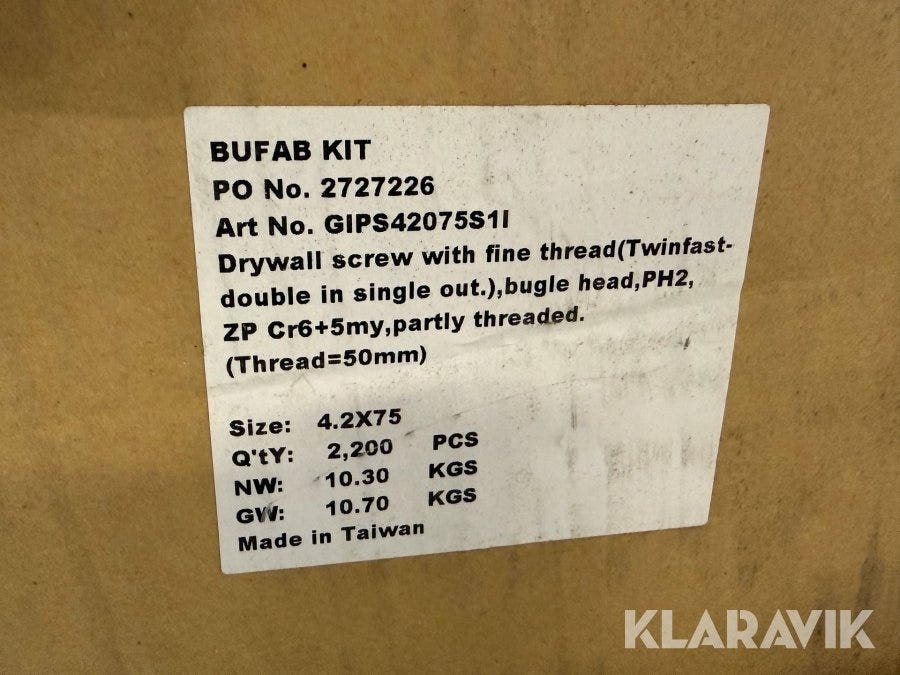 BUFAB KIT
PO No. 2727226
Art No. GIPS42075S1I
Drywall screw with fine thread(Twinfast-
double in single out.),bugle head,PH2,
ZP Cr6+5my,partly threaded.
(Thread=50mm)
Size: 4.2X75
Q'tY: 2,200 PCS
NW: 10.30 KGS
GW: 10.70 KGS
Made in Taiwan
KLARAVIK